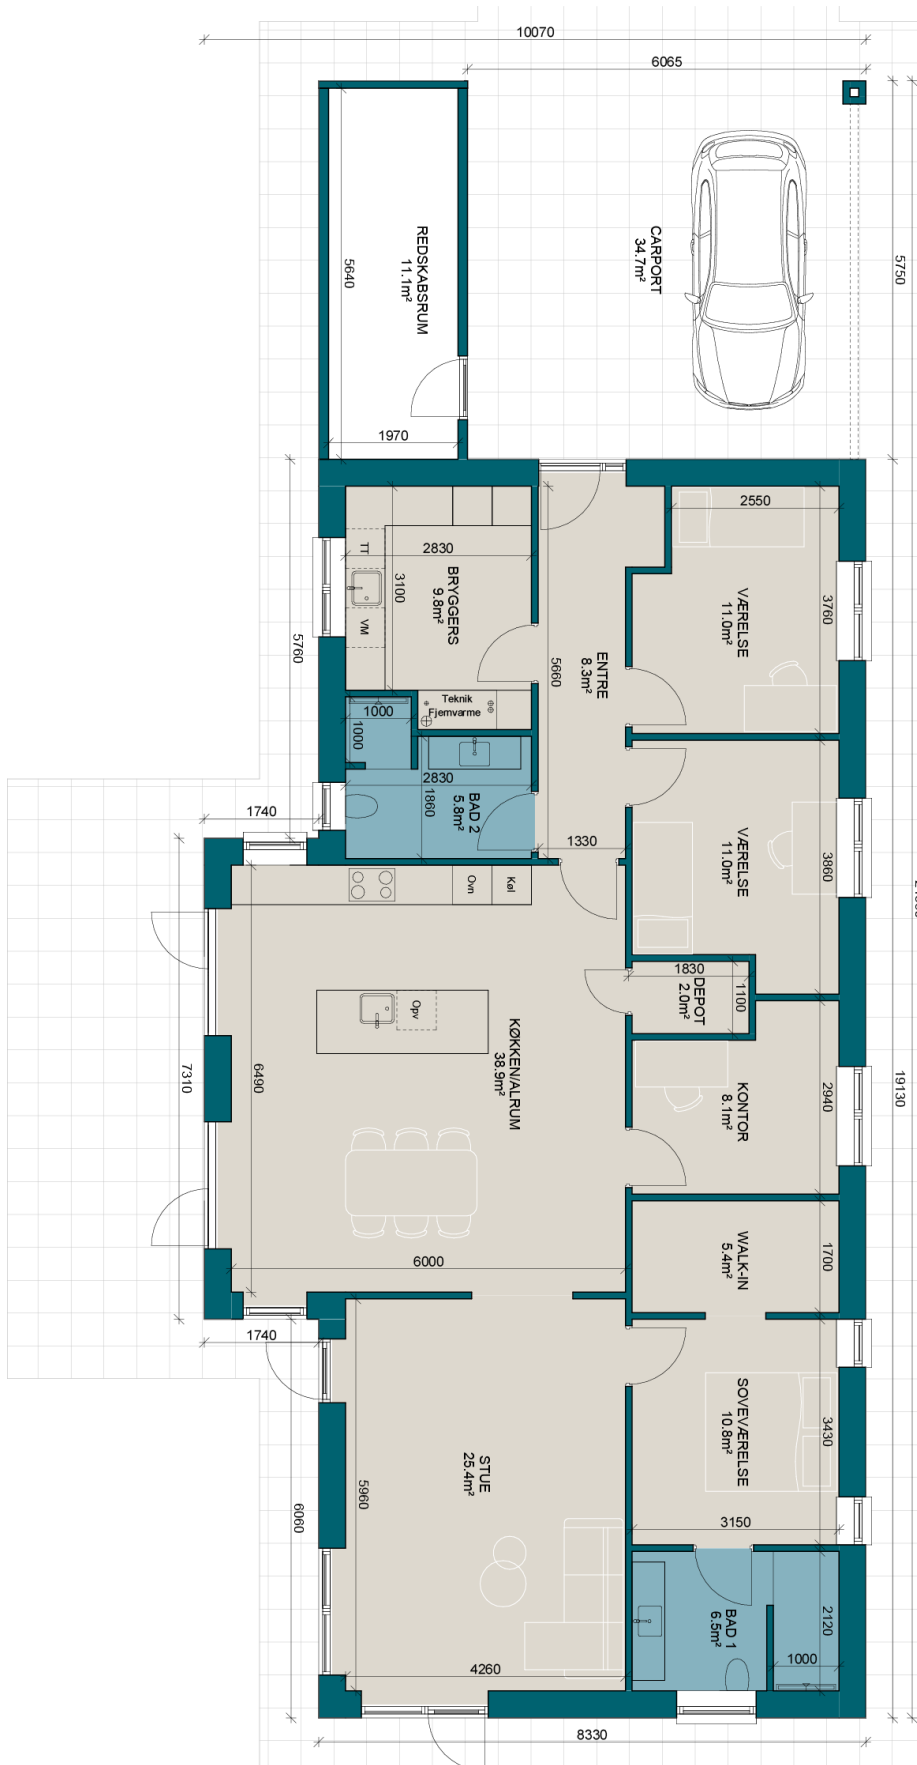 10070
6065
5750
CARPORT
34.7m²
REDSKABSRUM
11.1m²
5640
1970
2550
2830
TT
BRYGGERS
9.8m²
3100
VM
VÆRELSE
11.0m²
3760
5760
ENTRE
8.3m²
5660
Teknik
Fjernvarme
1000
1000
2830
BAD 2
5.8m²
1860
1740
1330
VÆRELSE
11.0m²
3860
Ovn
Køl
1830
DEPOT
2.0m²
1100
Opv
KØKKEN/ALRUM
38.9m²
7310
6490
KONTOR
8.1m²
2940
19130
6000
WALK-IN
5.4m²
1700
1740
SOVEVÆRELSE
10.8m²
3430
STUE
25.4m²
5960
6060
3150
BAD 1
6.5m²
2120
1000
4260
8330